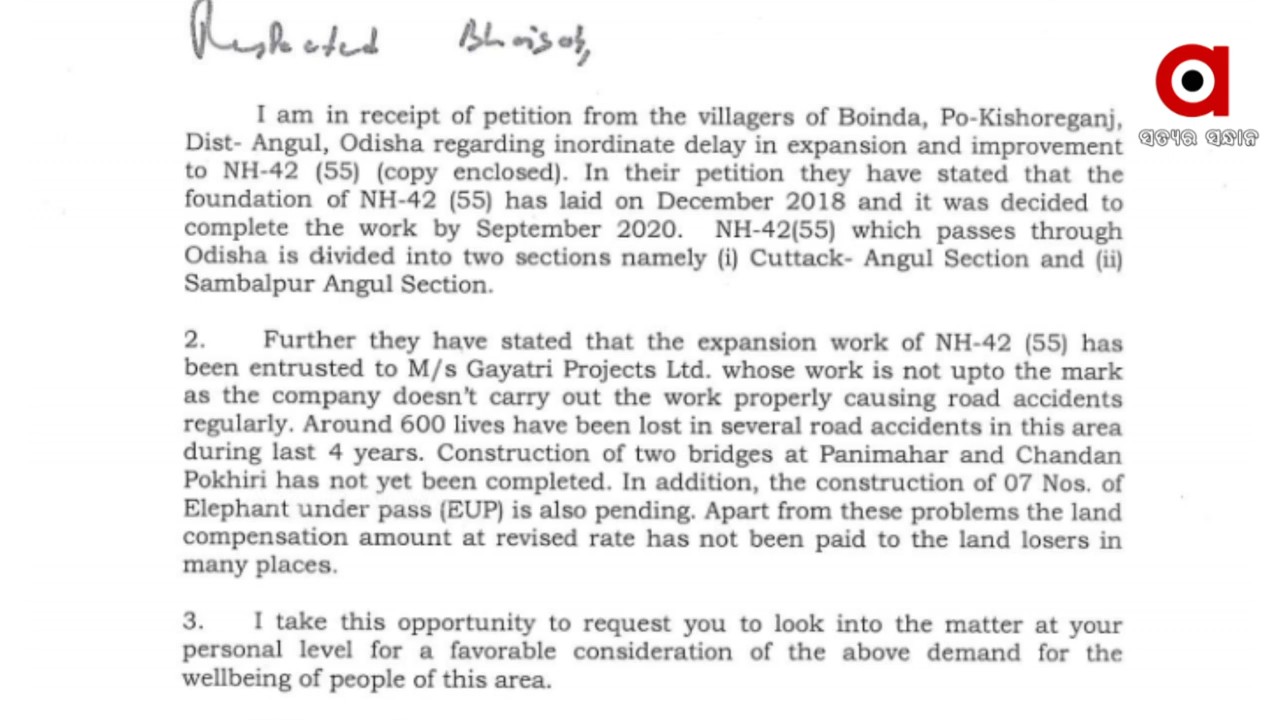 Respected Bhaisab,
ସତ୍ୟର ସନ୍ଧାନ
I am in receipt of petition from the villagers of Boinda, Po-Kishoreganj,
Dist- Angul, Odisha regarding inordinate delay in expansion and improvement
to NH-42 (55) (copy enclosed). In their petition they have stated that the
foundation of NH-42 (55) has laid on December 2018 and it was decided to
complete the work by September 2020. NH-42(55) which passes through
Odisha is divided into two sections namely (i) Cuttack- Angul Section and (ii)
Sambalpur Angul Section.
2. Further they have stated that the expansion work of NH-42 (55) has
been entrusted to M/s Gayatri Projects Ltd. whose work is not upto the mark
as the company doesn't carry out the work properly causing road accidents
regularly. Around 600 lives have been lost in several road accidents in this area
during last 4 years. Construction of two bridges at Panimahar and Chandan
Pokhiri has not yet been completed. In addition, the construction of 07 Nos. of
Elephant under pass (EUP) is also pending. Apart from these problems the land
compensation amount at revised rate has not been paid to the land losers in
many places.
3. I take this opportunity to request you to look into the matter at your
personal level for a favorable consideration of the above demand for the
wellbeing of people of this area.